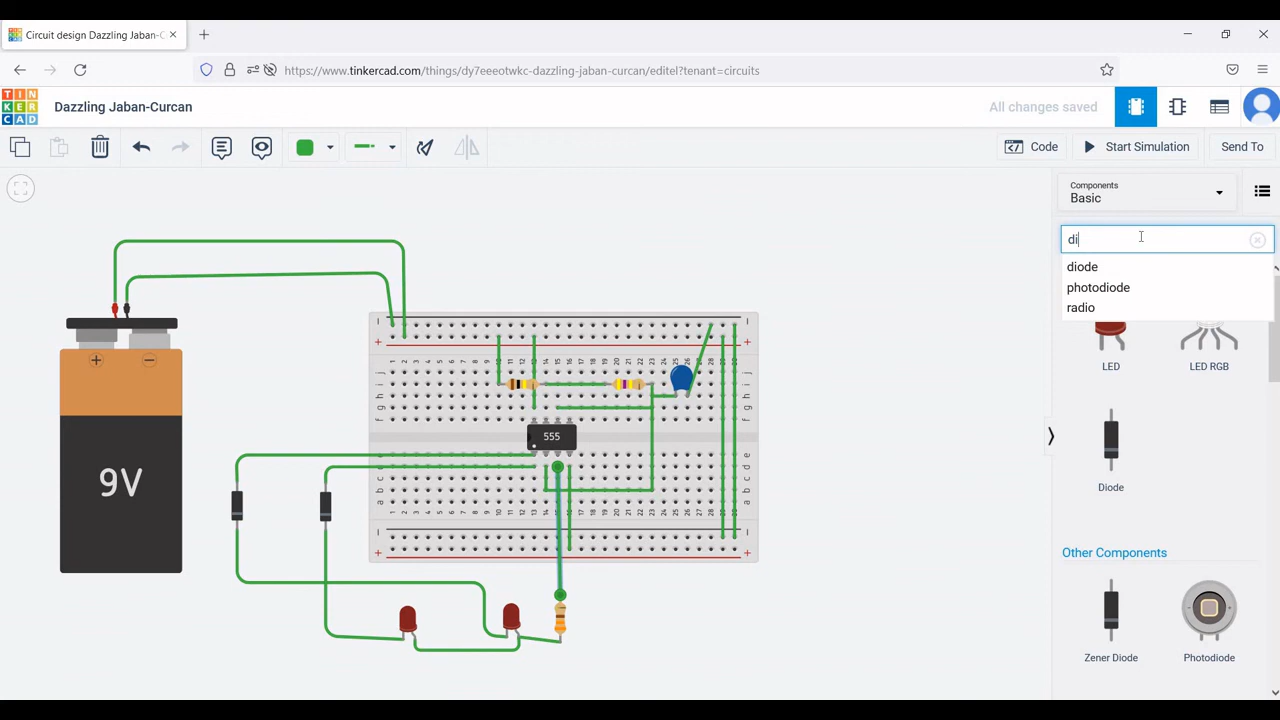 Circuit design Dazzling Jaban-C
https://www.tinkercad.com/things/dy7eeeotwkc-dazzling-jaban-curcan/editel?tenant=circuits
TIN
KER
CAD
Dazzling Jaban-Curcan
All changes saved
Code
Start Simulation
Send To
Components
Basic
di
diode
photodiode
radio
LED
LED RGB
Diode
Other Components
Zener Diode
Photodiode
9V
555